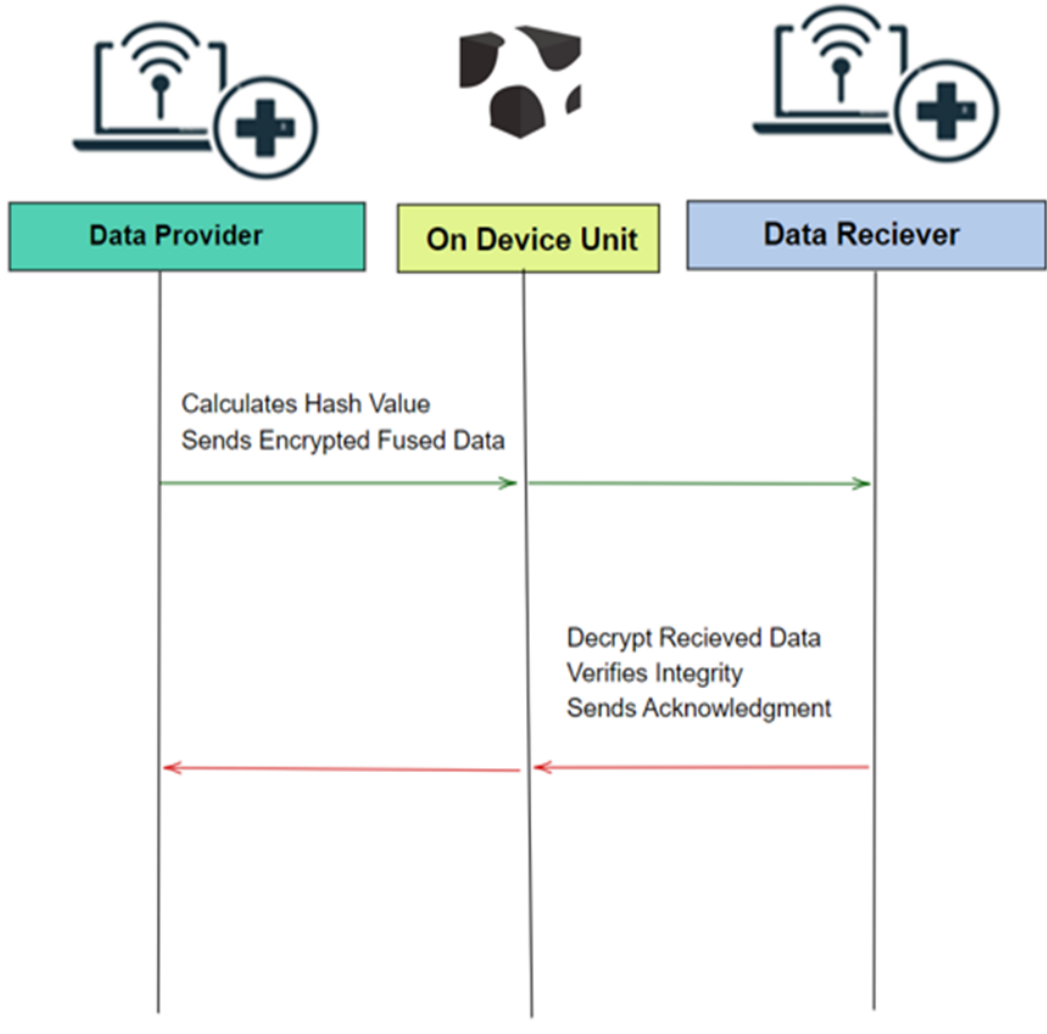 Data Provider
On Device Unit
Data Reciever
Calculates Hash Value
Sends Encrypted Fused Data
Decrypt Recieved Data
Verifies Integrity
Sends Acknowledgment